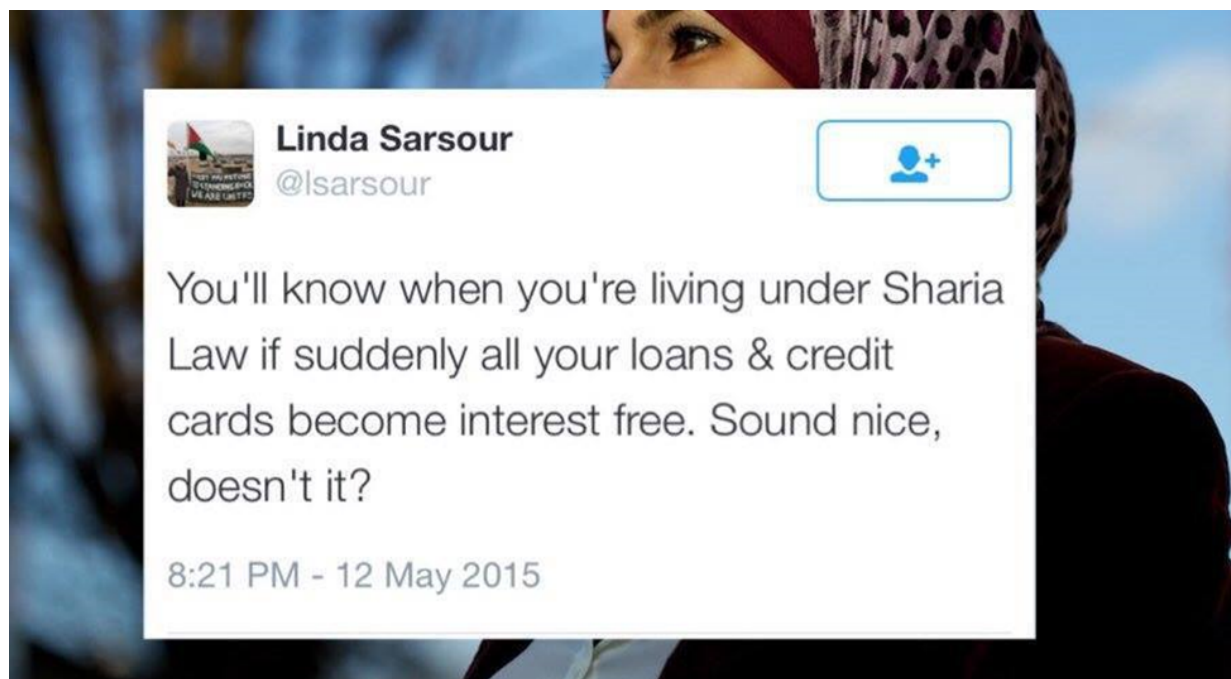 Linda Sarsour
@lsarsour
You'll know when you're living under Sharia
Law if suddenly all your loans & credit
cards become interest free. Sound nice,
doesn't it?
8:21 PM - 12 May 2015